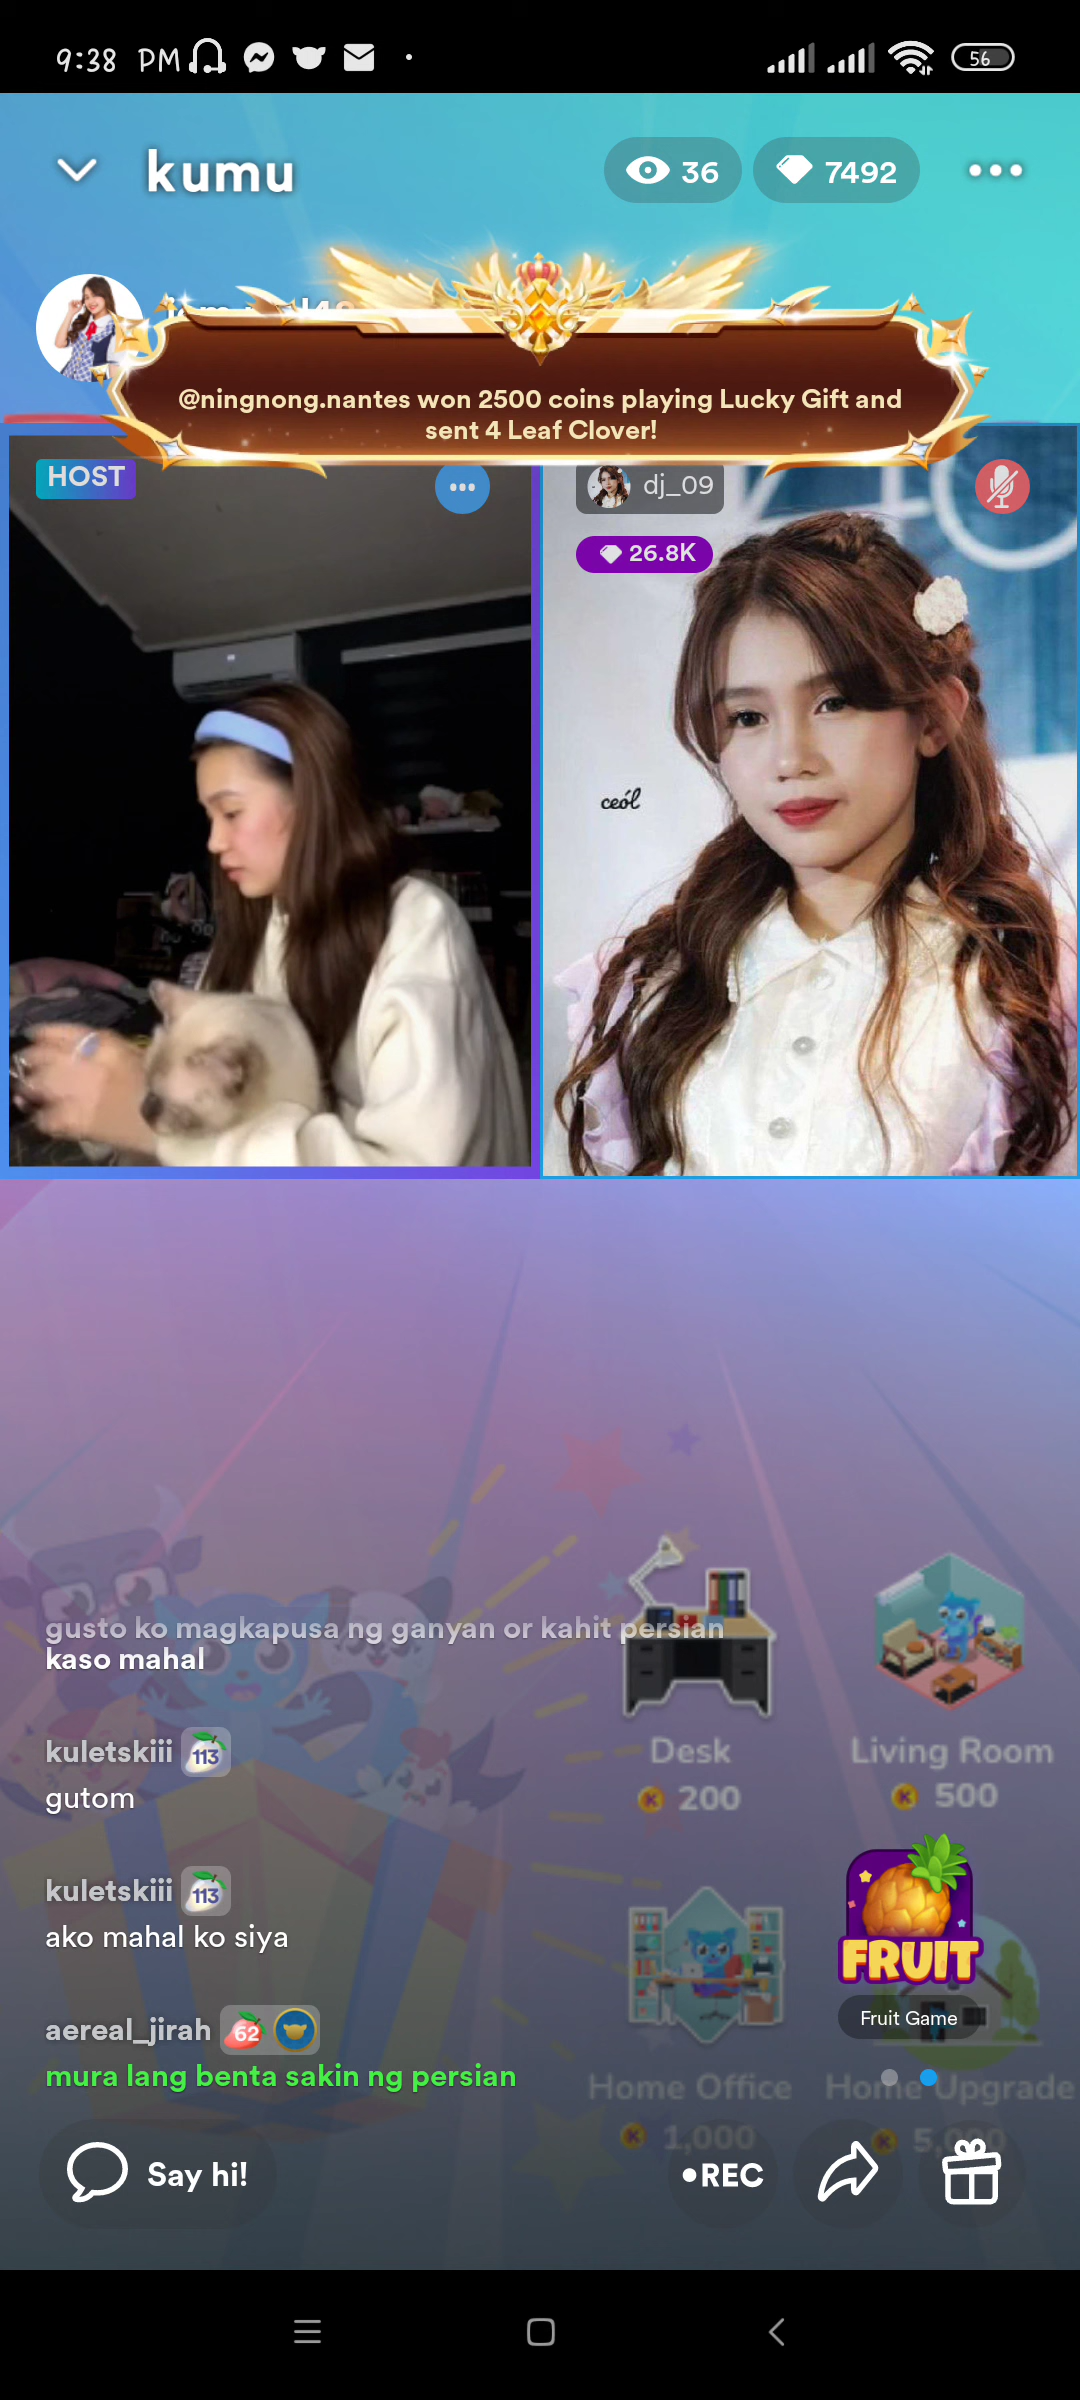 9:38 PM
56
kumu
36
7492
@ningnong.nantes won 2500 coins playing Lucky Gift and
sent 4 Leaf Clover!
HOST
dj_09
26.8K
ceól
gusto ko magkapusa ng ganyan or kahit persian
kaso mahal
kuletskiii 113
gutom
kuletskiii 113
ako mahal ko siya
aereal_jirah 62
mura lang benta sakin ng persian
Desk
200
Living Room
500
FRUIT
Fruit Game
Home Office
1,000
Home Upgrade
Say hi!
REC